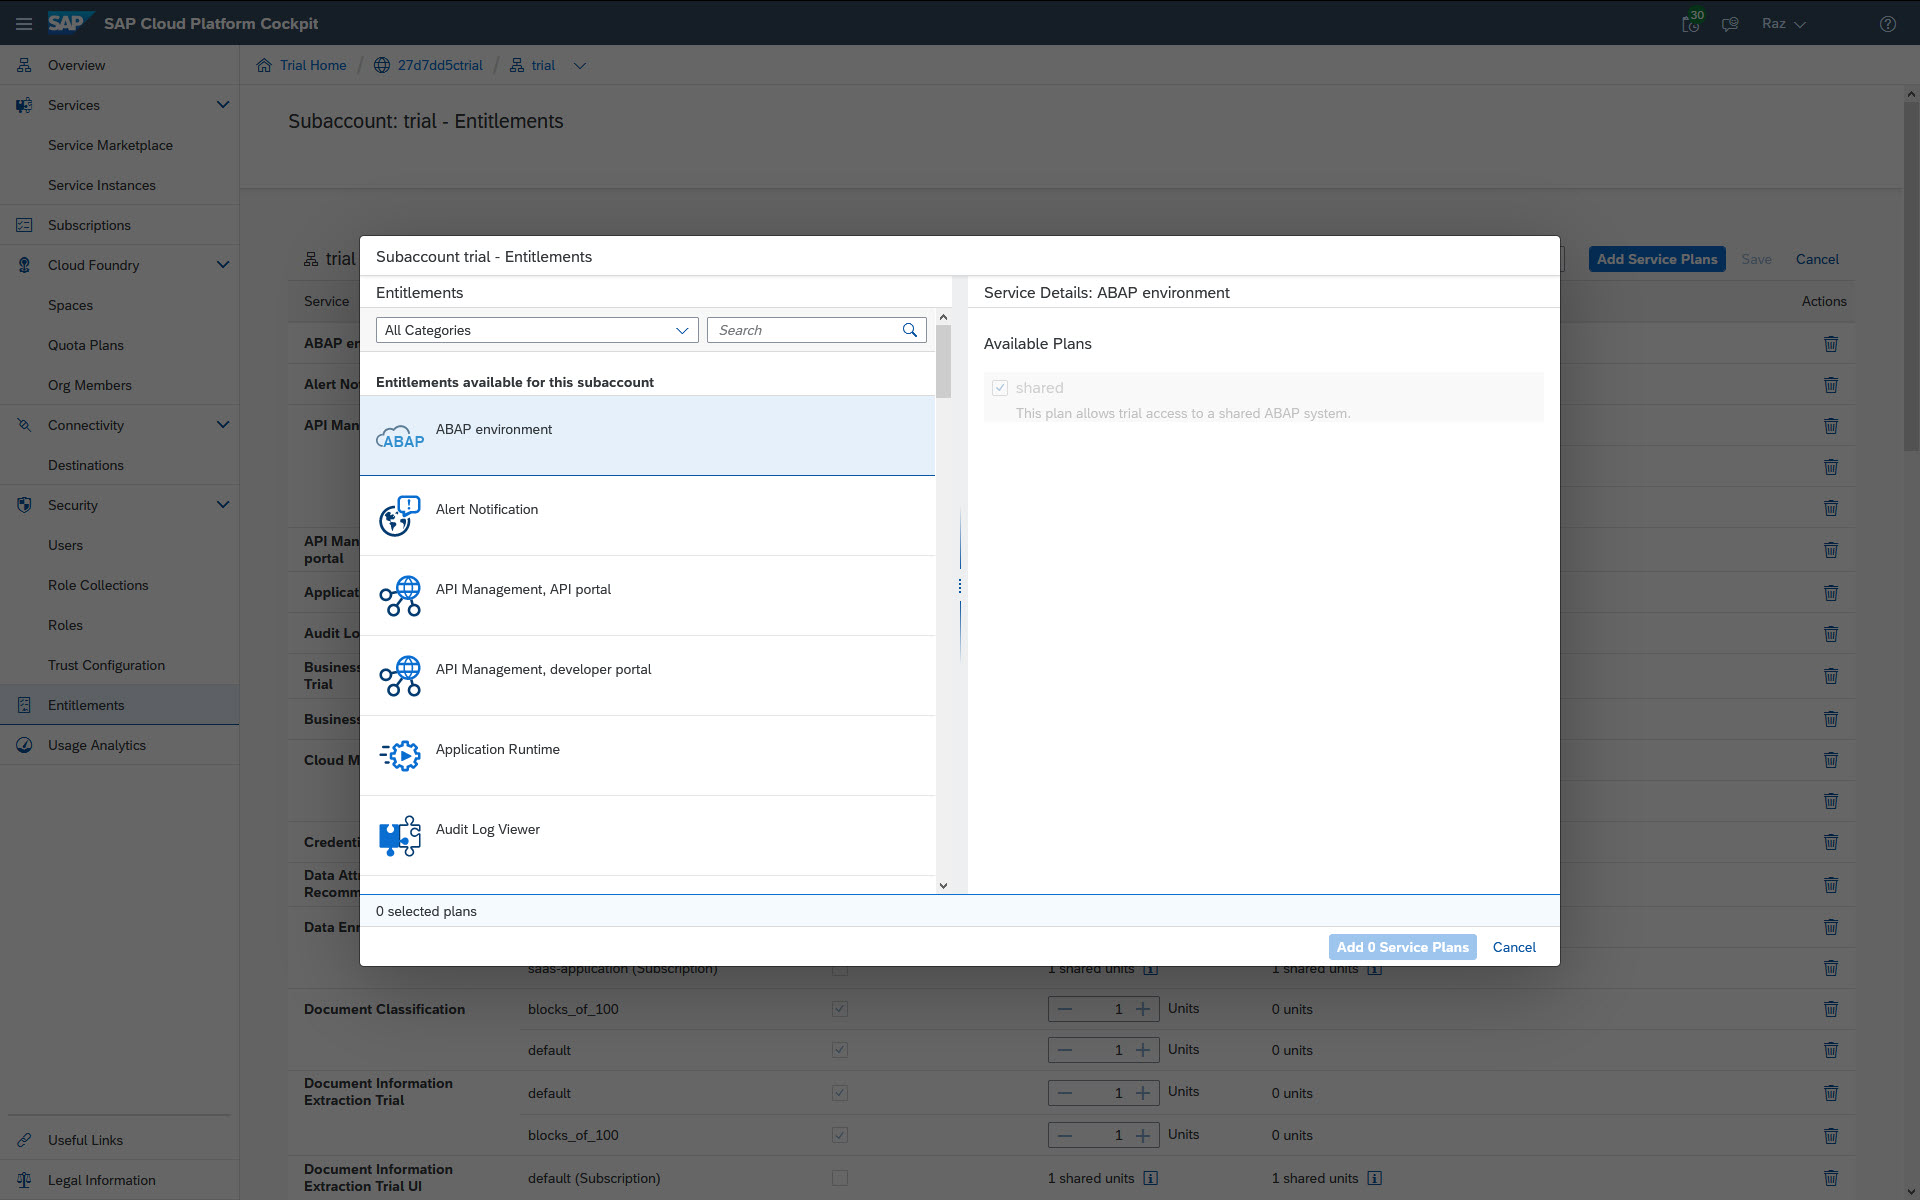 SAP SAP Cloud Platform Cockpit
30
Raz
Overview
Services
Service Marketplace
Service Instances
Subscriptions
Cloud Foundry
Spaces
Quota Plans
Org Members
Connectivity
Destinations
Security
Users
Role Collections
Roles
Trust Configuration
Entitlements
Usage Analytics
Useful Links
Legal Information
Trial Home / 27d7dd5ctrial / trial
Subaccount: trial - Entitlements
trial
Add Service Plans Save Cancel
Service
Actions
ABAP en
Alert No
API Man
API Man
portal
Applicat
Audit Lo
Business
Trial
Business
Cloud M
Credenti
Data Att
Recomm
Data Enr
Subaccount trial - Entitlements
Entitlements
All Categories
Search
Entitlements available for this subaccount
ABAP
ABAP environment
Alert Notification
API Management, API portal
API Management, developer portal
Application Runtime
Audit Log Viewer
Service Details: ABAP environment
Available Plans
shared
This plan allows trial access to a shared ABAP system.
0 selected plans
Add 0 Service Plans Cancel
saas-application (Subscription) 1 shared units 1 shared units
Document Classification blocks_of_100 1 Units 0 units
default 1 Units 0 units
Document Information
Extraction Trial
default 1 Units 0 units
blocks_of_100 1 Units 0 units
Document Information
Extraction Trial UI
default (Subscription) 1 shared units 1 shared units